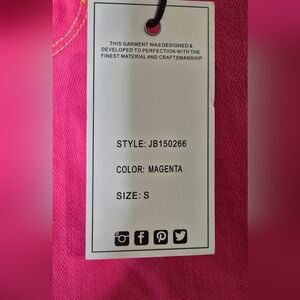 THIS GARMENT WAS DESIGNED &
DEVELOPED TO PERFECTION WITH THE
FINEST MATERIAL AND CRAFTSMANSHIP
STYLE: JB150266
COLOR: MAGENTA
SIZE: S